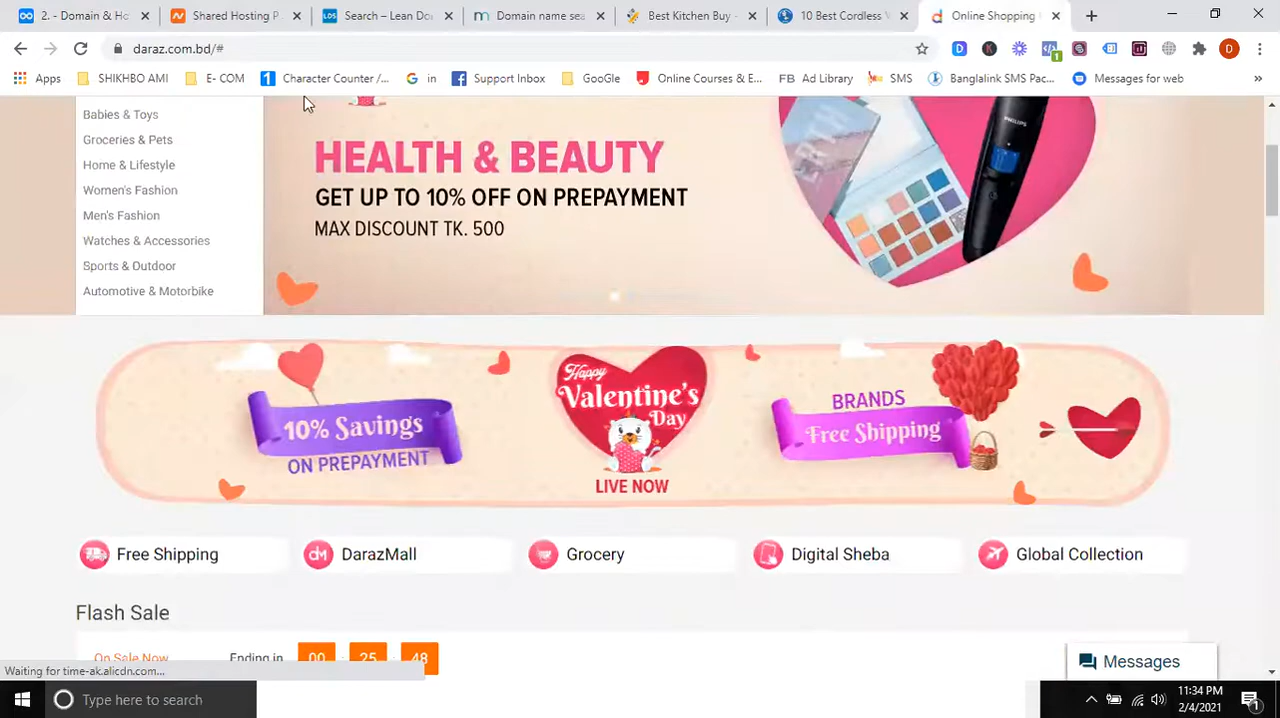 2. - Domain & Ho
Shared Hosting P
Search – Lean Do
Domain name sea
Best Kitchen Buy -
10 Best Cordless
Online Shopping
daraz.com.bd/#
1
D
Apps
SHIKHBO AMI
E- COM
Character Counter /...
in
Support Inbox
GooGle
Online Courses & E...
FB Ad Library
SMS
Banglalink SMS Pac...
Messages for web
»
Babies & Toys
Groceries & Pets
Home & Lifestyle
Women's Fashion
Men's Fashion
Watches & Accessories
Sports & Outdoor
Automotive & Motorbike
HEALTH & BEAUTY
GET UP TO 10% OFF ON PREPAYMENT
MAX DISCOUNT TK. 500
PHILIPS
10% Savings
ON PREPAYMENT
Happy
Valentine's
Day
LIVE NOW
BRANDS
Free Shipping
Free Shipping
DarazMall
Grocery
Digital Sheba
Global Collection
Flash Sale
On Sale Now
Ending in
00 : 25 : 48
Messages
Waiting for time-ak.alicdn.com...
Type here to search
11:34 PM
2/4/2021